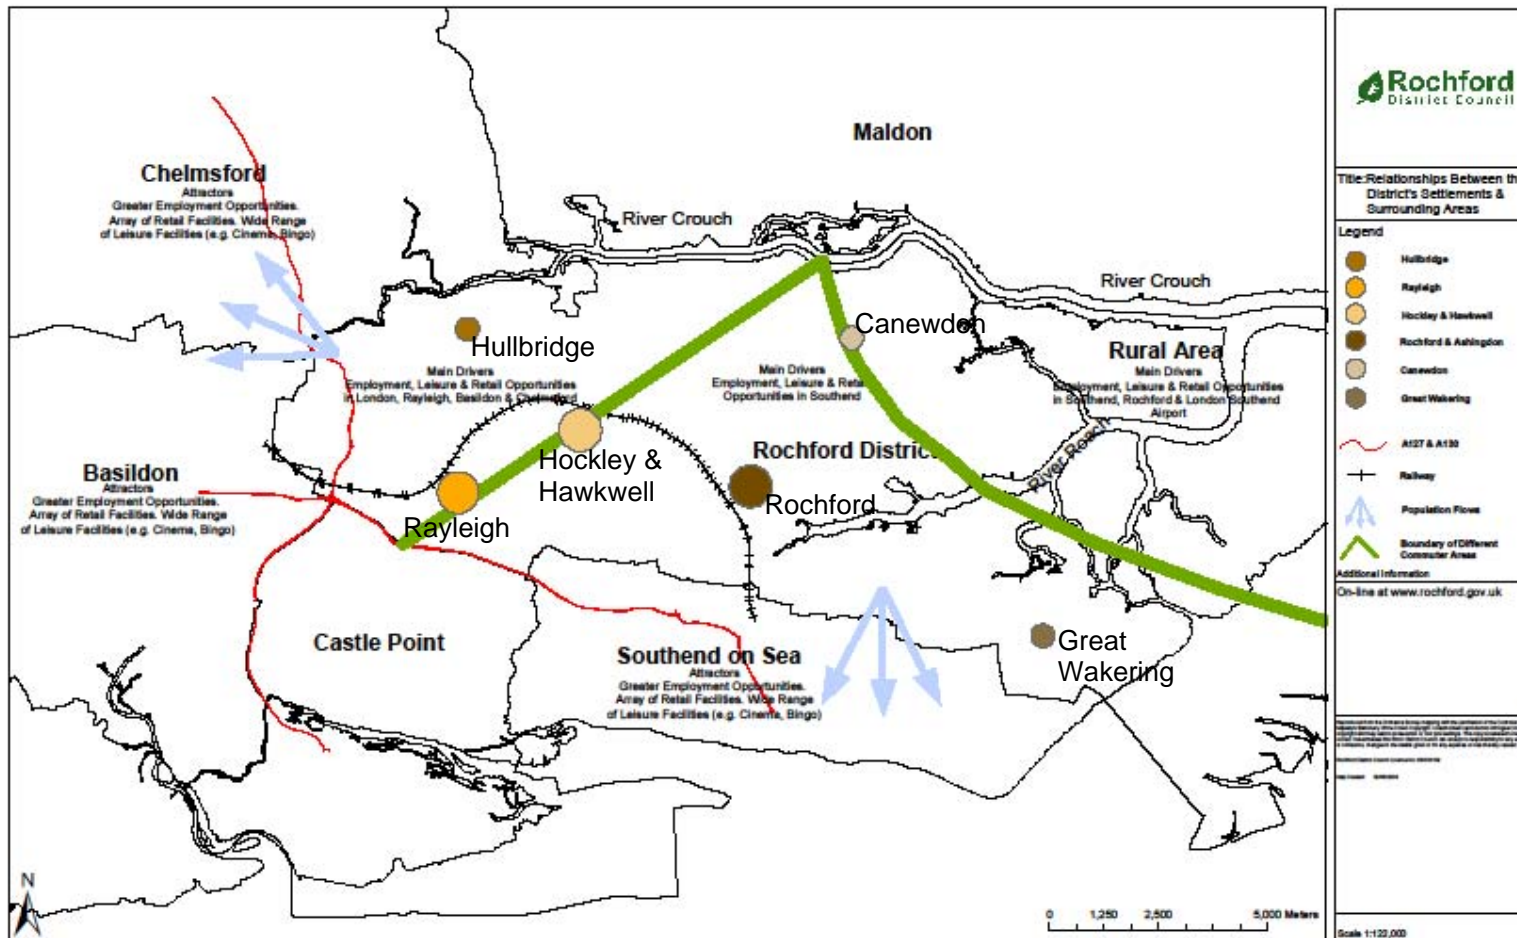 Maldon
Chelmsford
Attractors
Greater Employment Opportunities.
Array of Retail Facilities. Wide Range
of Leisure Facilities (e.g. Cinema, Bingo)
River Crouch
River Crouch
Hullbridge
Main Drivers
Employment, Leisure & Retail Opportunities
in London, Rayleigh, Basildon & Chelmsford
Canewdon
Main Drivers
Employment, Leisure & Reta
Opportunities in Southend
Rural Area
Main Drivers
Employment, Leisure & Retail Opportunities
in Southend, Rochford & London Southend
Airport
Basildon
Attractors
Greater Employment Opportunities.
Array of Retail Facilities. Wide Range
of Leisure Facilities (e.g. Cinema, Bingo)
Hockley &
Hawkwell
Rayleigh
Rochford District
Rochford
River Roach
Castle Point
Southend on Sea
Attractors
Greater Employment Opportunities.
Array of Retail Facilities. Wide Range
of Leisure Facilities (e.g. Cinema, Bingo)
Great
Wakering
N
0 1,250 2,500 5,000 Meters
Rochford
District Council
Title:Relationships Between th
District's Settlements &
Surrounding Areas
Legend
Hullbridge
Rayleigh
Hockley & Hawkwell
Rochford & Ashingdon
Canewdon
Great Wakering
A127 & A130
Railway
Population Flows
Boundary of Different
Commuter Areas
Additional Information
On-line at www.rochford.gov.uk
Scale 1:122,000